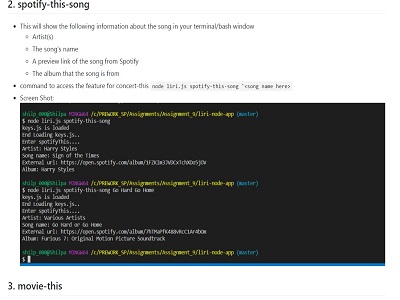 2. spotify-this-song
This will show the following information about the song in your terminal/bash window
Artist(s)
The song's name
A preview link of the song from Spotify
The album that the song is from
command to access the feature for concert-this node liri.js spotify-this-song `<song name here>
Screen Shot:
shilp_000@Shilpa MINGW64 /c/PREWORK_SP/Assignments/Assignment_9/liri-node-app (master)
$ node liri.js spotify-this-song
keys.js is loaded
End Loading keys..
Enter spotifythis....
Artist: Harry Styles
Song name: Sign of the Times
External url: https://open.spotify.com/album/
Album: Harry Styles
shilp_000@Shilpa MINGW64 /c/PREWORK_SP/Assignments/Assignment_9/liri-node-app (master)
$ node liri.js spotify-this-song Go Hard Go Home
keys.js is loaded
End Loading keys..
Enter spotifythis....
Artist: Various Artists
Song name: Go Hard or Go Home
External url: https://open.spotify.com/album/
Album: Furious 7: Original Motion Picture Soundtrack
shilp_000@Shilpa MINGW64 /c/PREWORK_SP/Assignments/Assignment_9/liri-node-app (master)
$
3. movie-this